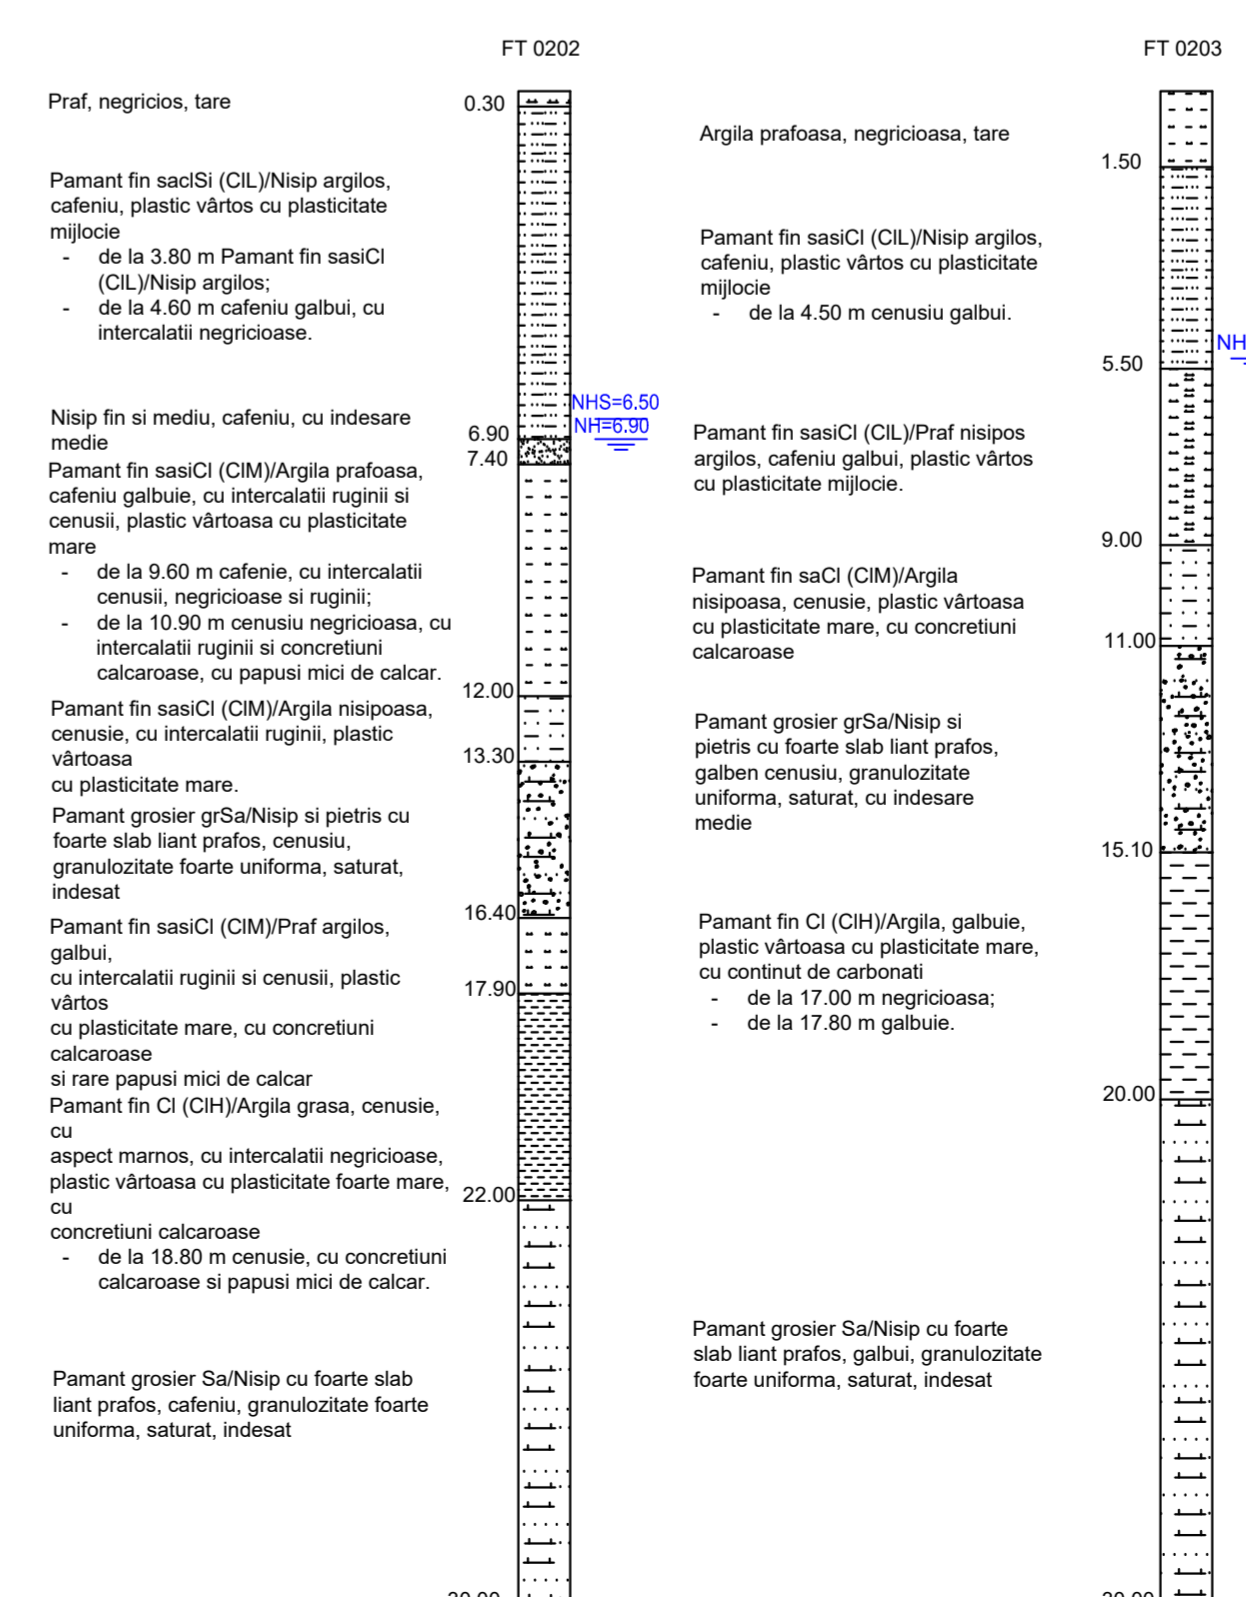 FT 0202
Praf, negricios, tare
0.30
Pamant fin saclSi (ClL)/Nisip argilos,
cafeniu, plastic vârtos cu plasticitate
mijlocie
- de la 3.80 m Pamant fin sasiCl
(ClL)/Nisip argilos;
- de la 4.60 m cafeniu galbui, cu
intercalatii negricioase.
NHS=6.50
NH=6.90
Nisip fin si mediu, cafeniu, cu indesare
medie
6.90
7.40
Pamant fin sasiCl (ClM)/Argila prafoasa,
cafeniu galbuie, cu intercalatii ruginii si
cenusii, plastic vârtoasa cu plasticitate
mare
- de la 9.60 m cafenie, cu intercalatii
cenusii, negricioase si ruginii;
- de la 10.90 m cenusiu negricioasa, cu
intercalatii ruginii si concretiuni
calcaroase, cu papusi mici de calcar.
12.00
Pamant fin sasiCl (ClM)/Argila nisipoasa,
cenusie, cu intercalatii ruginii, plastic
vârtoasa
cu plasticitate mare.
13.30
Pamant grosier grSa/Nisip si pietris cu
foarte slab liant prafos, cenusiu,
granulozitate foarte uniforma, saturat,
indesat
16.40
Pamant fin sasiCl (ClM)/Praf argilos,
galbui,
cu intercalatii ruginii si cenusii, plastic
vârtos
cu plasticitate mare, cu concretiuni
calcaroase
si rare papusi mici de calcar
17.90
Pamant fin Cl (ClH)/Argila grasa, cenusie,
cu
aspect marnos, cu intercalatii negricioase,
plastic vârtoasa cu plasticitate foarte mare,
cu
concretiuni calcaroase
- de la 18.80 m cenusie, cu concretiuni
calcaroase si papusi mici de calcar.
22.00
Pamant grosier Sa/Nisip cu foarte slab
liant prafos, cafeniu, granulozitate foarte
uniforma, saturat, indesat
FT 0203
Argila prafoasa, negricioasa, tare
1.50
Pamant fin sasiCl (ClL)/Nisip argilos,
cafeniu, plastic vârtos cu plasticitate
mijlocie
- de la 4.50 m cenusiu galbui.
NH
5.50
Pamant fin sasiCl (ClL)/Praf nisipos
argilos, cafeniu galbui, plastic vârtos
cu plasticitate mijlocie.
9.00
Pamant fin saCl (ClM)/Argila
nisipoasa, cenusie, plastic vârtoasa
cu plasticitate mare, cu concretiuni
calcaroase
11.00
Pamant grosier grSa/Nisip si
pietris cu foarte slab liant prafos,
galben cenusiu, granulozitate
uniforma, saturat, cu indesare
medie
15.10
Pamant fin Cl (ClH)/Argila, galbuie,
plastic vârtoasa cu plasticitate mare,
cu continut de carbonati
- de la 17.00 m negricioasa;
- de la 17.80 m galbuie.
20.00
Pamant grosier Sa/Nisip cu foarte
slab liant prafos, galbui, granulozitate
foarte uniforma, saturat, indesat